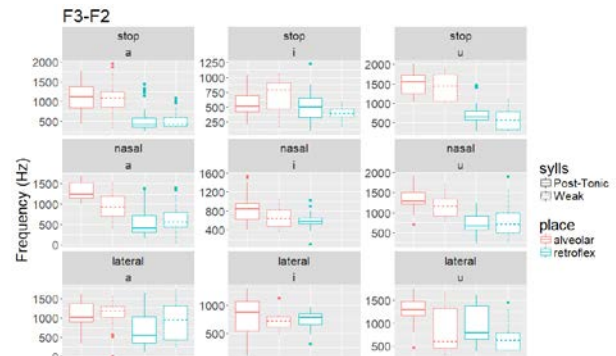 F3-F2
stop stop stop
a i u
2000 1500 1000 500
1250 1000 750 500 250
2000 1500 1000 500
nasal nasal nasal
a i u
1500 1000 500 0
1600 1200 800 400
2000 1500 1000 500
lateral lateral lateral
a i u
1500 1000 500 0
1000 500 0
1500 1000 500
Frequency (Hz)
sylls
Post-Tonic
Weak
place
alveolar
retroflex